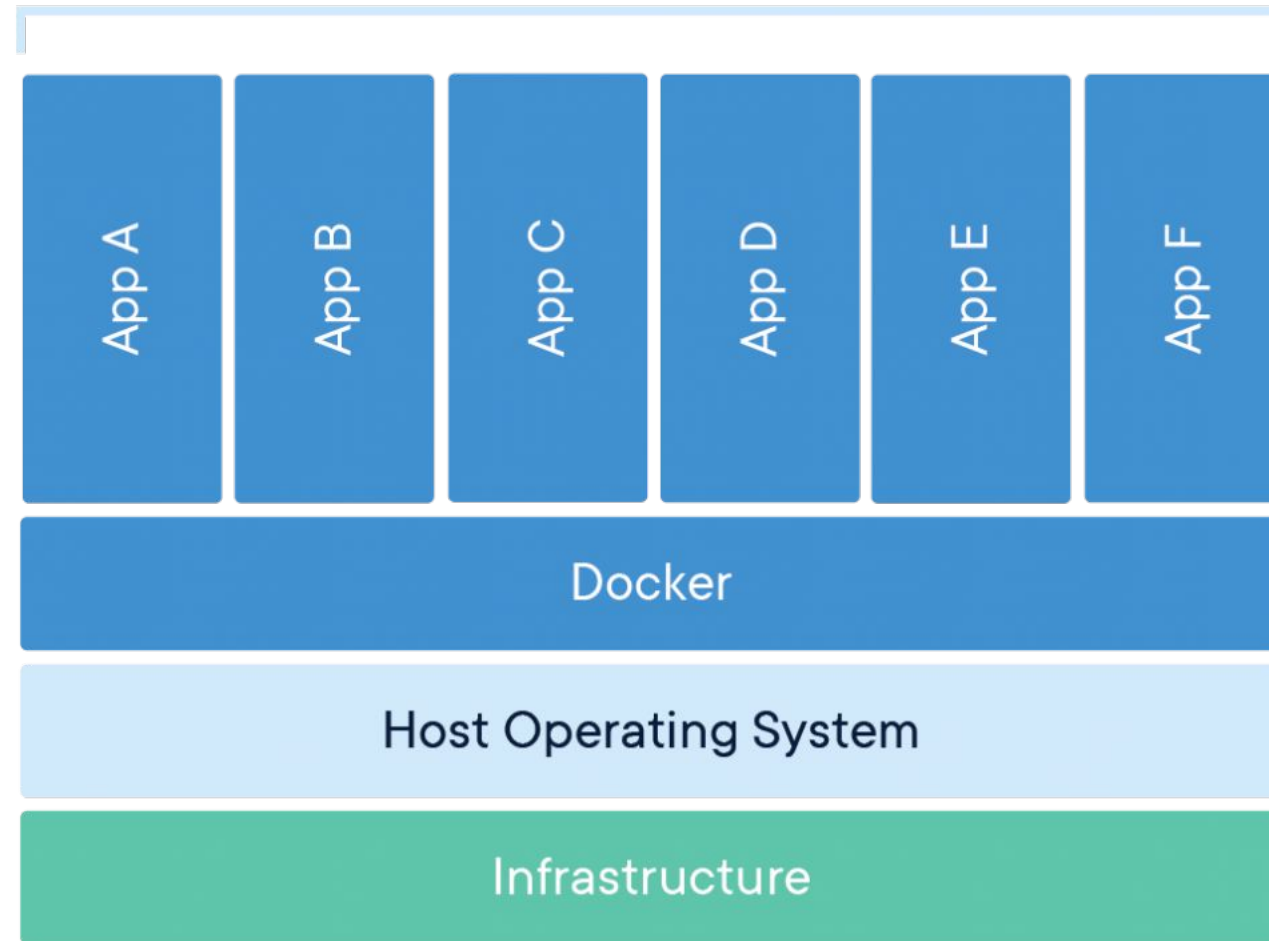 App A
App B
App C
App D
App E
App F
Docker
Host Operating System
Infrastructure